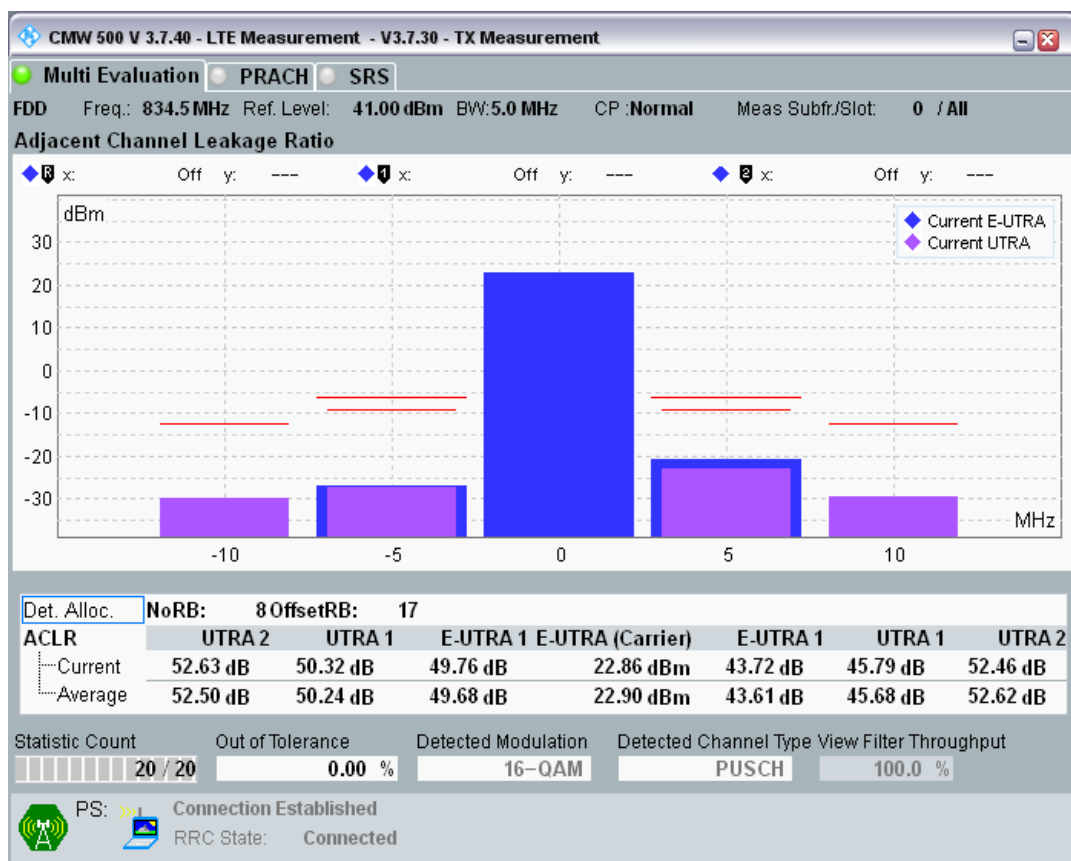 CMW 500 V 3.7.40 - LTE Measurement - V3.7.30 - TX Measurement
Multi Evaluation PRACH SRS
FDD Freq.: 834.5 MHz Ref. Level: 41.00 dBm BW:5.0 MHz CP :Normal Meas Subfr./Slot: 0 / All
Adjacent Channel Leakage Ratio
R x: Off y: --- 1 x: Off y: --- 2 x: Off y: ---
dBm
Current E-UTRA
Current UTRA
30
20
10
0
-10
-20
-30
MHz
-10 -5 0 5 10
Det. Alloc. NoRB: 8 OffsetRB: 17
ACLR UTRA 2 UTRA 1 E-UTRA 1 E-UTRA (Carrier) E-UTRA 1 UTRA 1 UTRA 2
Current 52.63 dB 50.32 dB 49.76 dB 22.86 dBm 43.72 dB 45.79 dB 52.46 dB
Average 52.50 dB 50.24 dB 49.68 dB 22.90 dBm 43.61 dB 45.68 dB 52.62 dB
Statistic Count Out of Tolerance Detected Modulation Detected Channel Type View Filter Throughput
20 / 20 0.00 % 16-QAM PUSCH 100.0 %
PS: Connection Established
RRC State: Connected